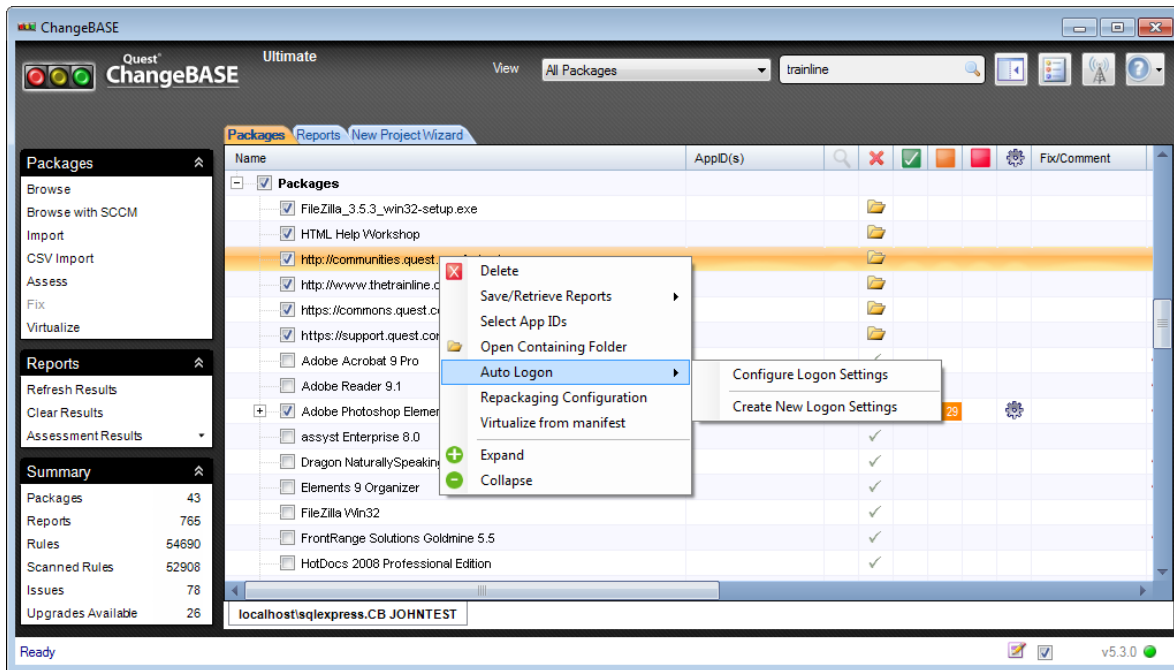 ChangeBASE
Quest®
ChangeBASE
Ultimate
View
All Packages
trainline
Packages
Reports
New Project Wizard
Packages
Browse
Browse with SCCM
Import
CSV Import
Assess
Fix
Virtualize
Reports
Refresh Results
Clear Results
Assessment Results
Summary
Packages 43
Reports 765
Rules 54690
Scanned Rules 52908
Issues 78
Upgrades Available 26
Name AppID(s) Fix/Comment
Packages
FileZilla_3.5.3_win32-setup.exe
HTML Help Workshop
http://communities.quest.
http://www.thetrainline.c
https://commons.quest.co
https://support.quest.cor
Adobe Acrobat 9 Pro
Adobe Reader 9.1
Adobe Photoshop Elemer 29
assyst Enterprise 8.0
Dragon NaturallySpeaking
Elements 9 Organizer
FileZilla Win32
FrontRange Solutions Goldmine 5.5
HotDocs 2008 Professional Edition
Delete
Save/Retrieve Reports
Select App IDs
Open Containing Folder
Auto Logon
Repackaging Configuration
Virtualize from manifest
Expand
Collapse
Configure Logon Settings
Create New Logon Settings
localhost\sqlexpress.CB JOHNTEST
Ready
v5.3.0